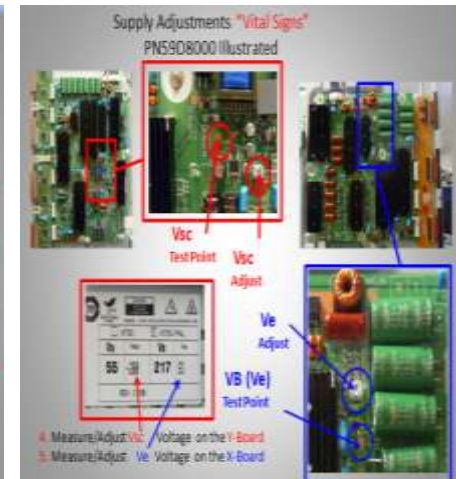 Supply Adjustments "Vital Signs"
PN59D8000 Illustrated
Vsc
Test Point
Vsc
Adjust
Ve
Adjust
VB (Ve)
Test Point
55
217
4. Measure/Adjust Vsc Voltage on the Y-Board
5. Measure/Adjust Ve Voltage on the X-Board